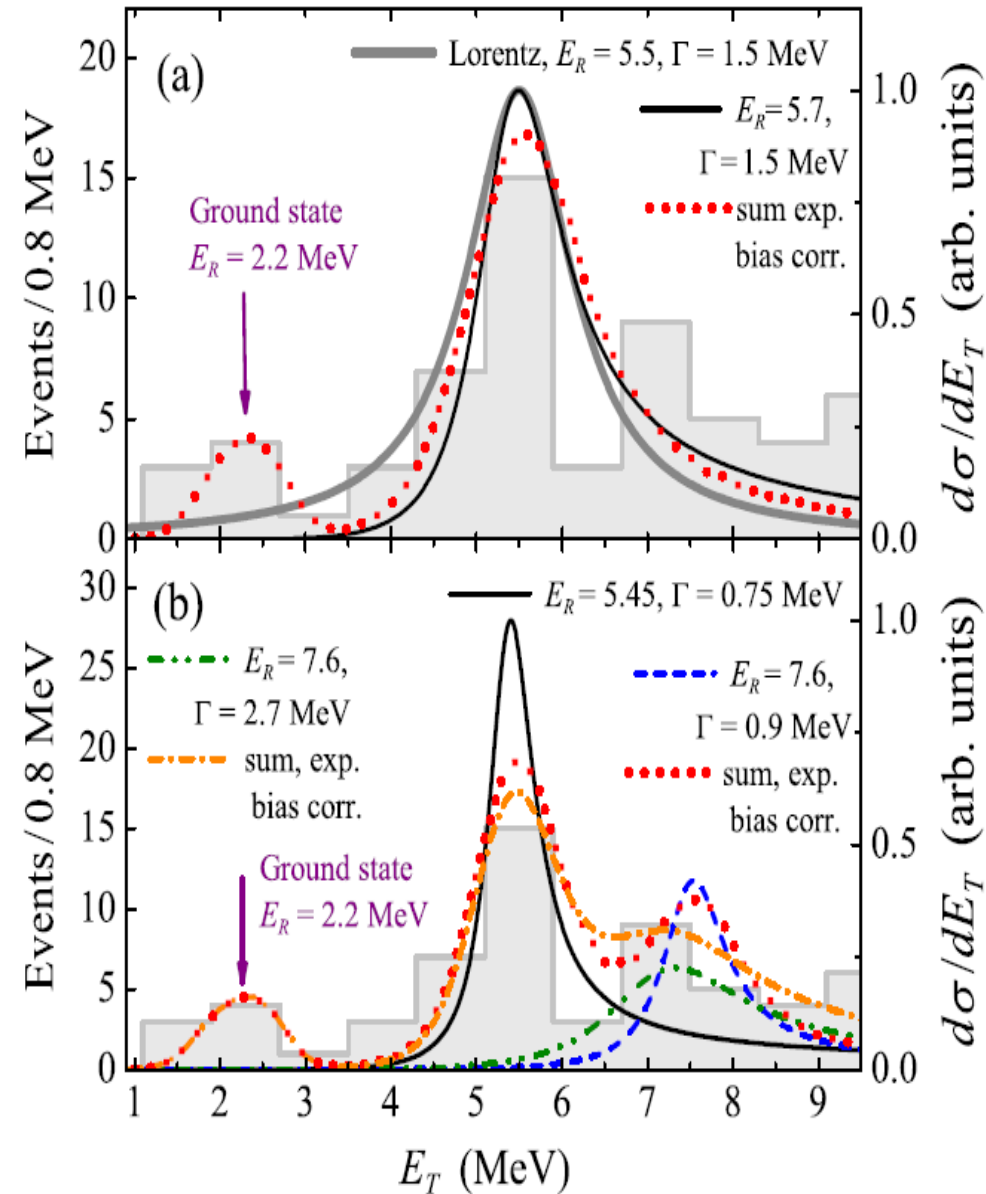 (a)
Lorentz, E_R = 5.5, Γ = 1.5 MeV
E_R = 5.7,
Γ = 1.5 MeV
sum exp.
bias corr.
Ground state
E_R = 2.2 MeV
Events/0.8 MeV
20
15
10
5
0
dσ/dE_T (arb. units)
1.0
0.5
0.0
(b)
E_R = 5.45, Γ = 0.75 MeV
E_R = 7.6,
Γ = 2.7 MeV
sum, exp.
bias corr.
E_R = 7.6,
Γ = 0.9 MeV
sum, exp.
bias corr.
Ground state
E_R = 2.2 MeV
Events/0.8 MeV
30
25
20
15
10
5
0
dσ/dE_T (arb. units)
1.0
0.5
0.0
1 2 3 4 5 6 7 8 9
E_T (MeV)